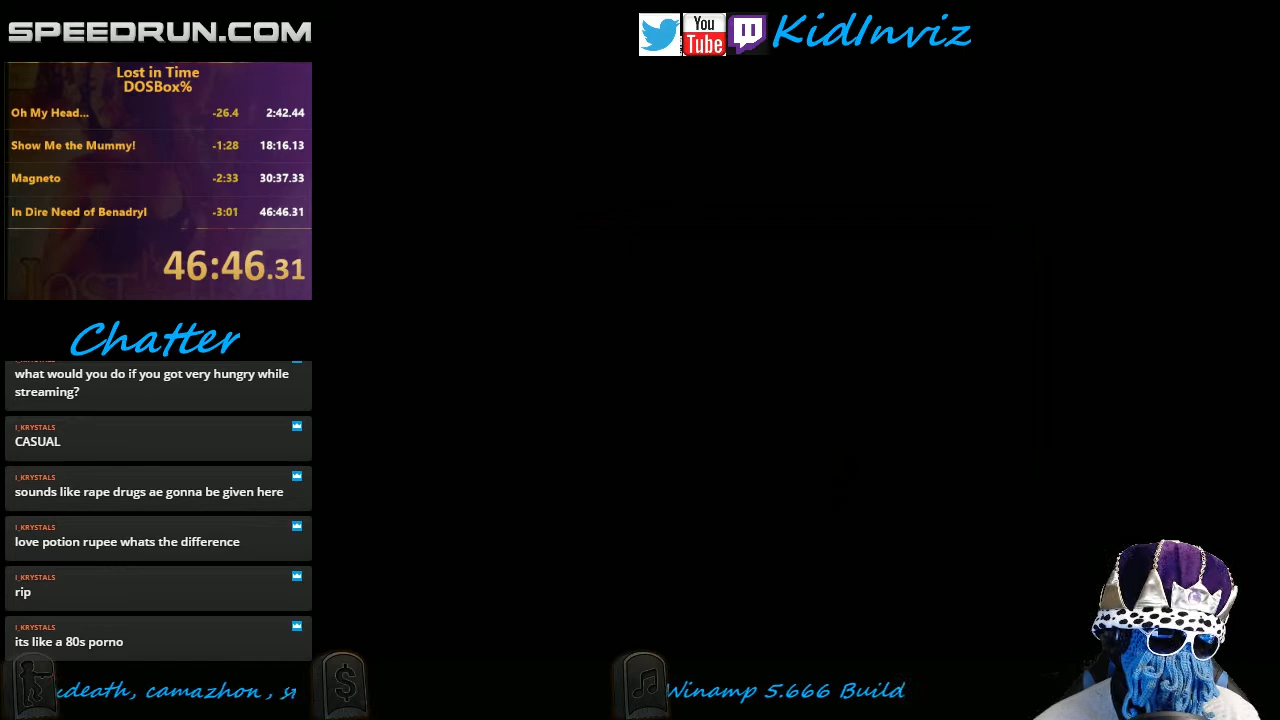 SPEEDRUN.COM
You
Tube
KidInviz
Lost in Time
DOSBox%
Oh My Head... -26.4 2:42.44
Show Me the Mummy! -1:28 18:16.13
Magneto -2:33 30:37.33
In Dire Need of Benadryl -3:01 46:46.31
46:46.31
Chatter
what would you do if you got very hungry while
streaming?
I_KRYSTALS
CASUAL
I_KRYSTALS
sounds like rape drugs ae gonna be given here
I_KRYSTALS
love potion rupee whats the difference
I_KRYSTALS
rip
I_KRYSTALS
its like a 80s porno
camazhon,
$
Winamp 5.666 Build